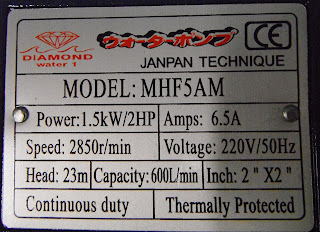 DIAMOND
water 1
ウォーターポンプ
JANPAN TECHNIQUE
CE
MODEL: MHF5AM
Power: 1.5kW/2HP Amps: 6.5A
Speed: 2850r/min Voltage: 220V/50Hz
Head: 23m Capacity: 600L/min Inch: 2 " X2 "
Continuous duty Thermally Protected